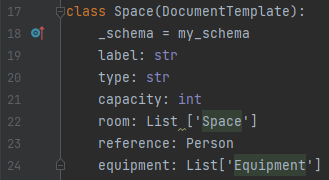 17 class Space(DocumentTemplate):
18 _schema = my_schema
19 label: str
20 type: str
21 capacity: int
22 room: List ['Space']
23 reference: Person
24 equipment: List['Equipment']